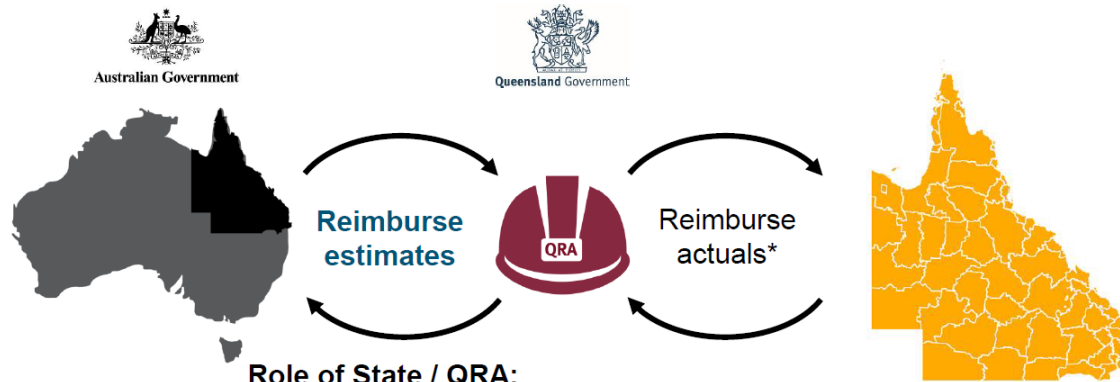 Australian Government
Queensland Government
Reimburse
estimates
QRA
Reimburse
actuals*
Role of State / QRA: